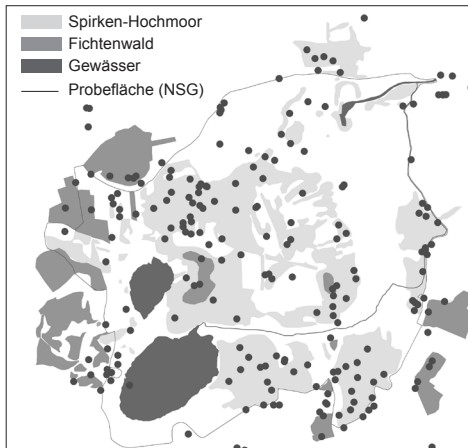 Spirken-Hochmoor
Fichtenwald
Gewässer
Probefläche (NSG)